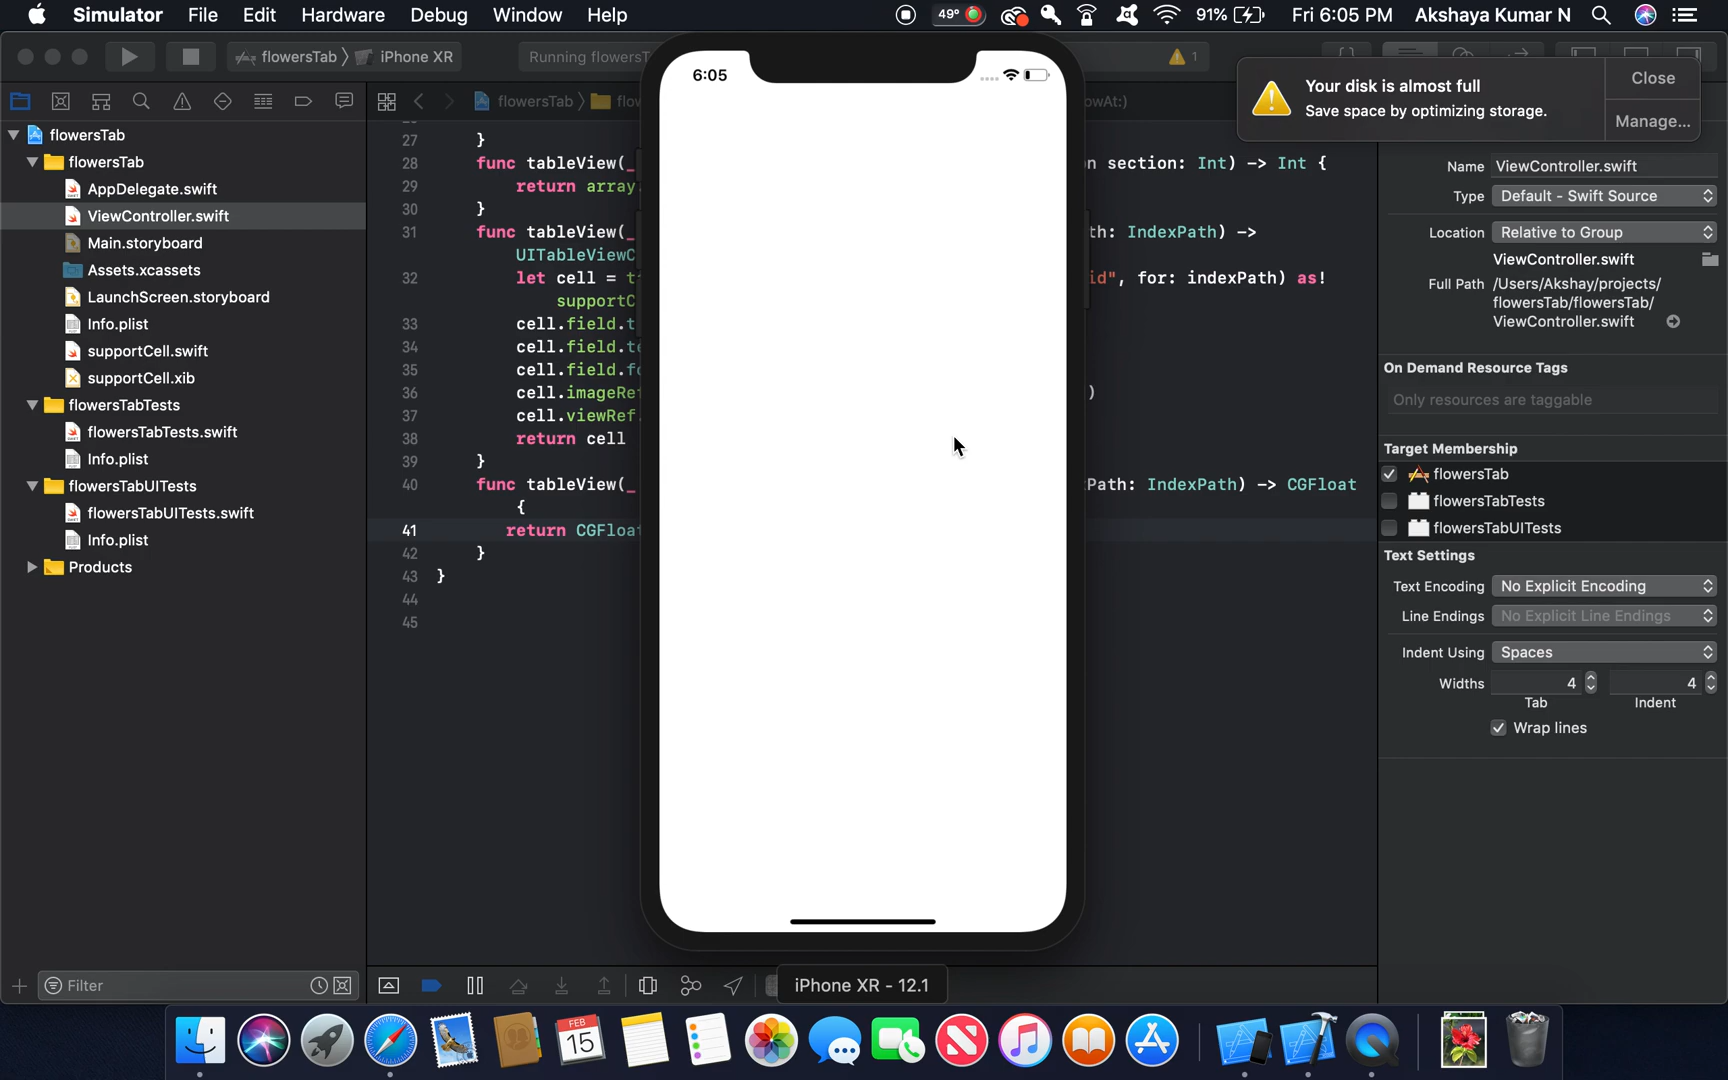 Simulator File Edit Hardware Debug Window Help 49° 91% Fri 6:05 PM Akshaya Kumar N
flowersTab iPhone XR Running flowersT 1
Your disk is almost full
Save space by optimizing storage.
Close
Manage...
flowersTab
flowersTab
AppDelegate.swift
ViewController.swift
Main.storyboard
Assets.xcassets
LaunchScreen.storyboard
Info.plist
supportCell.swift
supportCell.xib
flowersTabTests
flowersTabTests.swift
Info.plist
flowersTabUITests
flowersTabUITests.swift
Info.plist
Products
Filter
flowersTab flow owAt:)
27 }
28 func tableView(_ n section: Int) -> Int {
29 return array
30 }
31 func tableView(_ th: IndexPath) ->
UITableViewC
32 let cell = t id", for: indexPath) as!
supportC
33 cell.field.t
34 cell.field.te
35 cell.field.fo
36 cell.imageRef )
37 cell.viewRef.
38 return cell
39 }
40 func tableView(_ Path: IndexPath) -> CGFloat
{
41 return CGFloat
42 }
43 }
44
45
6:05
iPhone XR - 12.1
Name ViewController.swift
Type Default - Swift Source
Location Relative to Group
ViewController.swift
Full Path /Users/Akshay/projects/
flowersTab/flowersTab/
ViewController.swift
On Demand Resource Tags
Only resources are taggable
Target Membership
flowersTab
flowersTabTests
flowersTabUITests
Text Settings
Text Encoding No Explicit Encoding
Line Endings No Explicit Line Endings
Indent Using Spaces
Widths 4 4
Tab Indent
Wrap lines
FEB
15